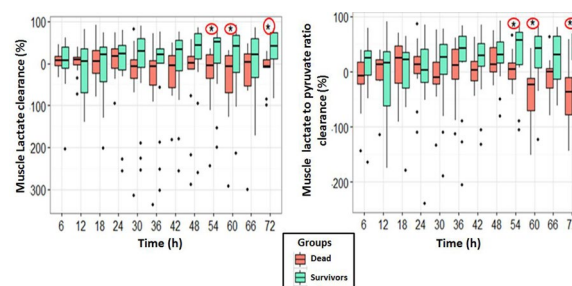 Muscle Lactate clearance (%)
100
0
100
200
300
* * *
6 12 18 24 30 36 42 48 54 60 66 72
Time (h)
Muscle lactate to pyruvate ratio
clearance (%)
100
0
-100
-200
* * *
6 12 18 24 30 36 42 48 54 60 66 7
Time (h)
Groups
Dead
Survivors